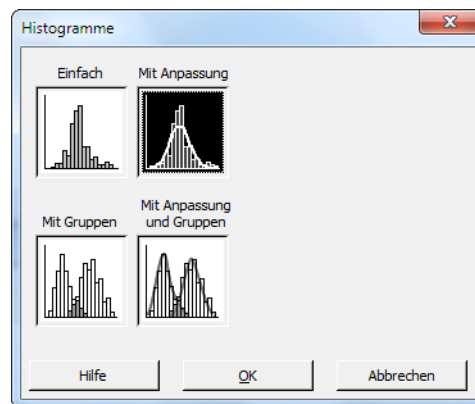 Histogramme
Einfach
Mit Anpassung
Mit Gruppen
Mit Anpassung
und Gruppen
Hilfe
OK
Abbrechen